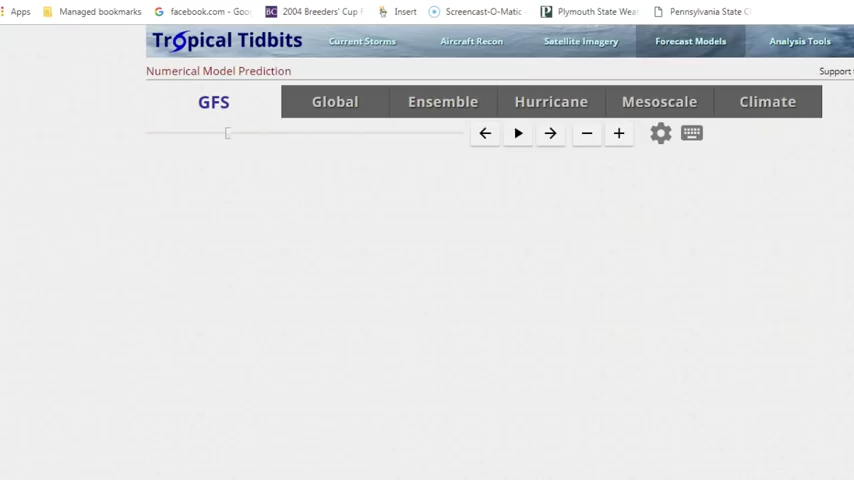 Apps Managed bookmarks facebook.com - Goo 2004 Breeders' Cup Insert Screencast-O-Matic Plymouth State Wea Pennsylvania State
Tropical Tidbits Current Storms Aircraft Recon Satellite Imagery Forecast Models Analysis Tools
Numerical Model Prediction Support
GFS Global Ensemble Hurricane Mesoscale Climate